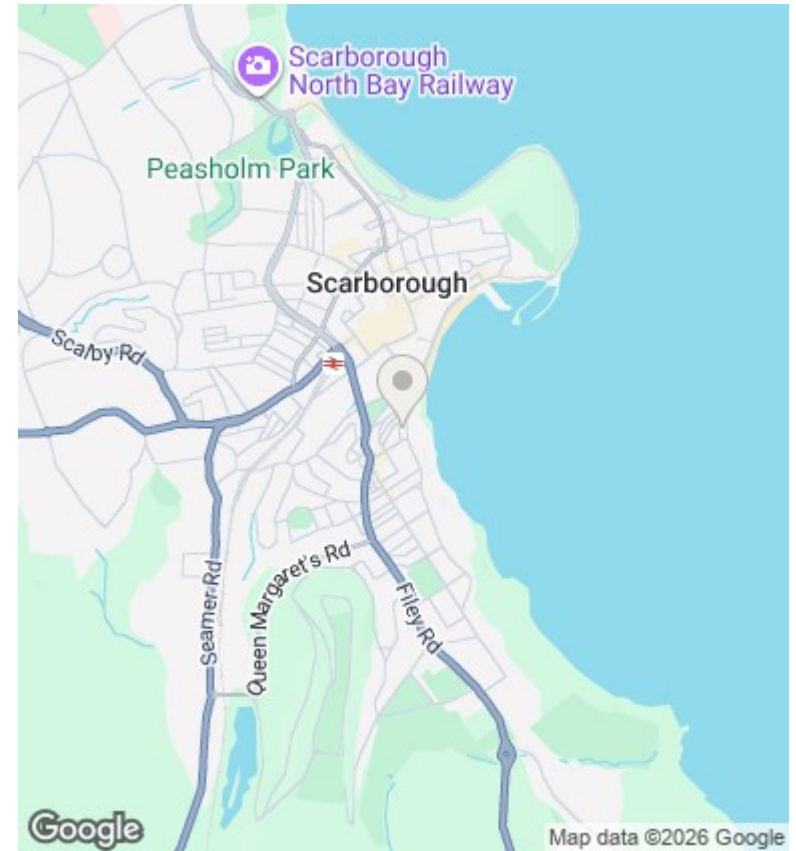 Scarborough
North Bay Railway
Peasholm Park
Scarborough
Scalby Rd
Seamer Rd
Queen Margaret's Rd
Filey Rd
Google
Map data ©2026 Google